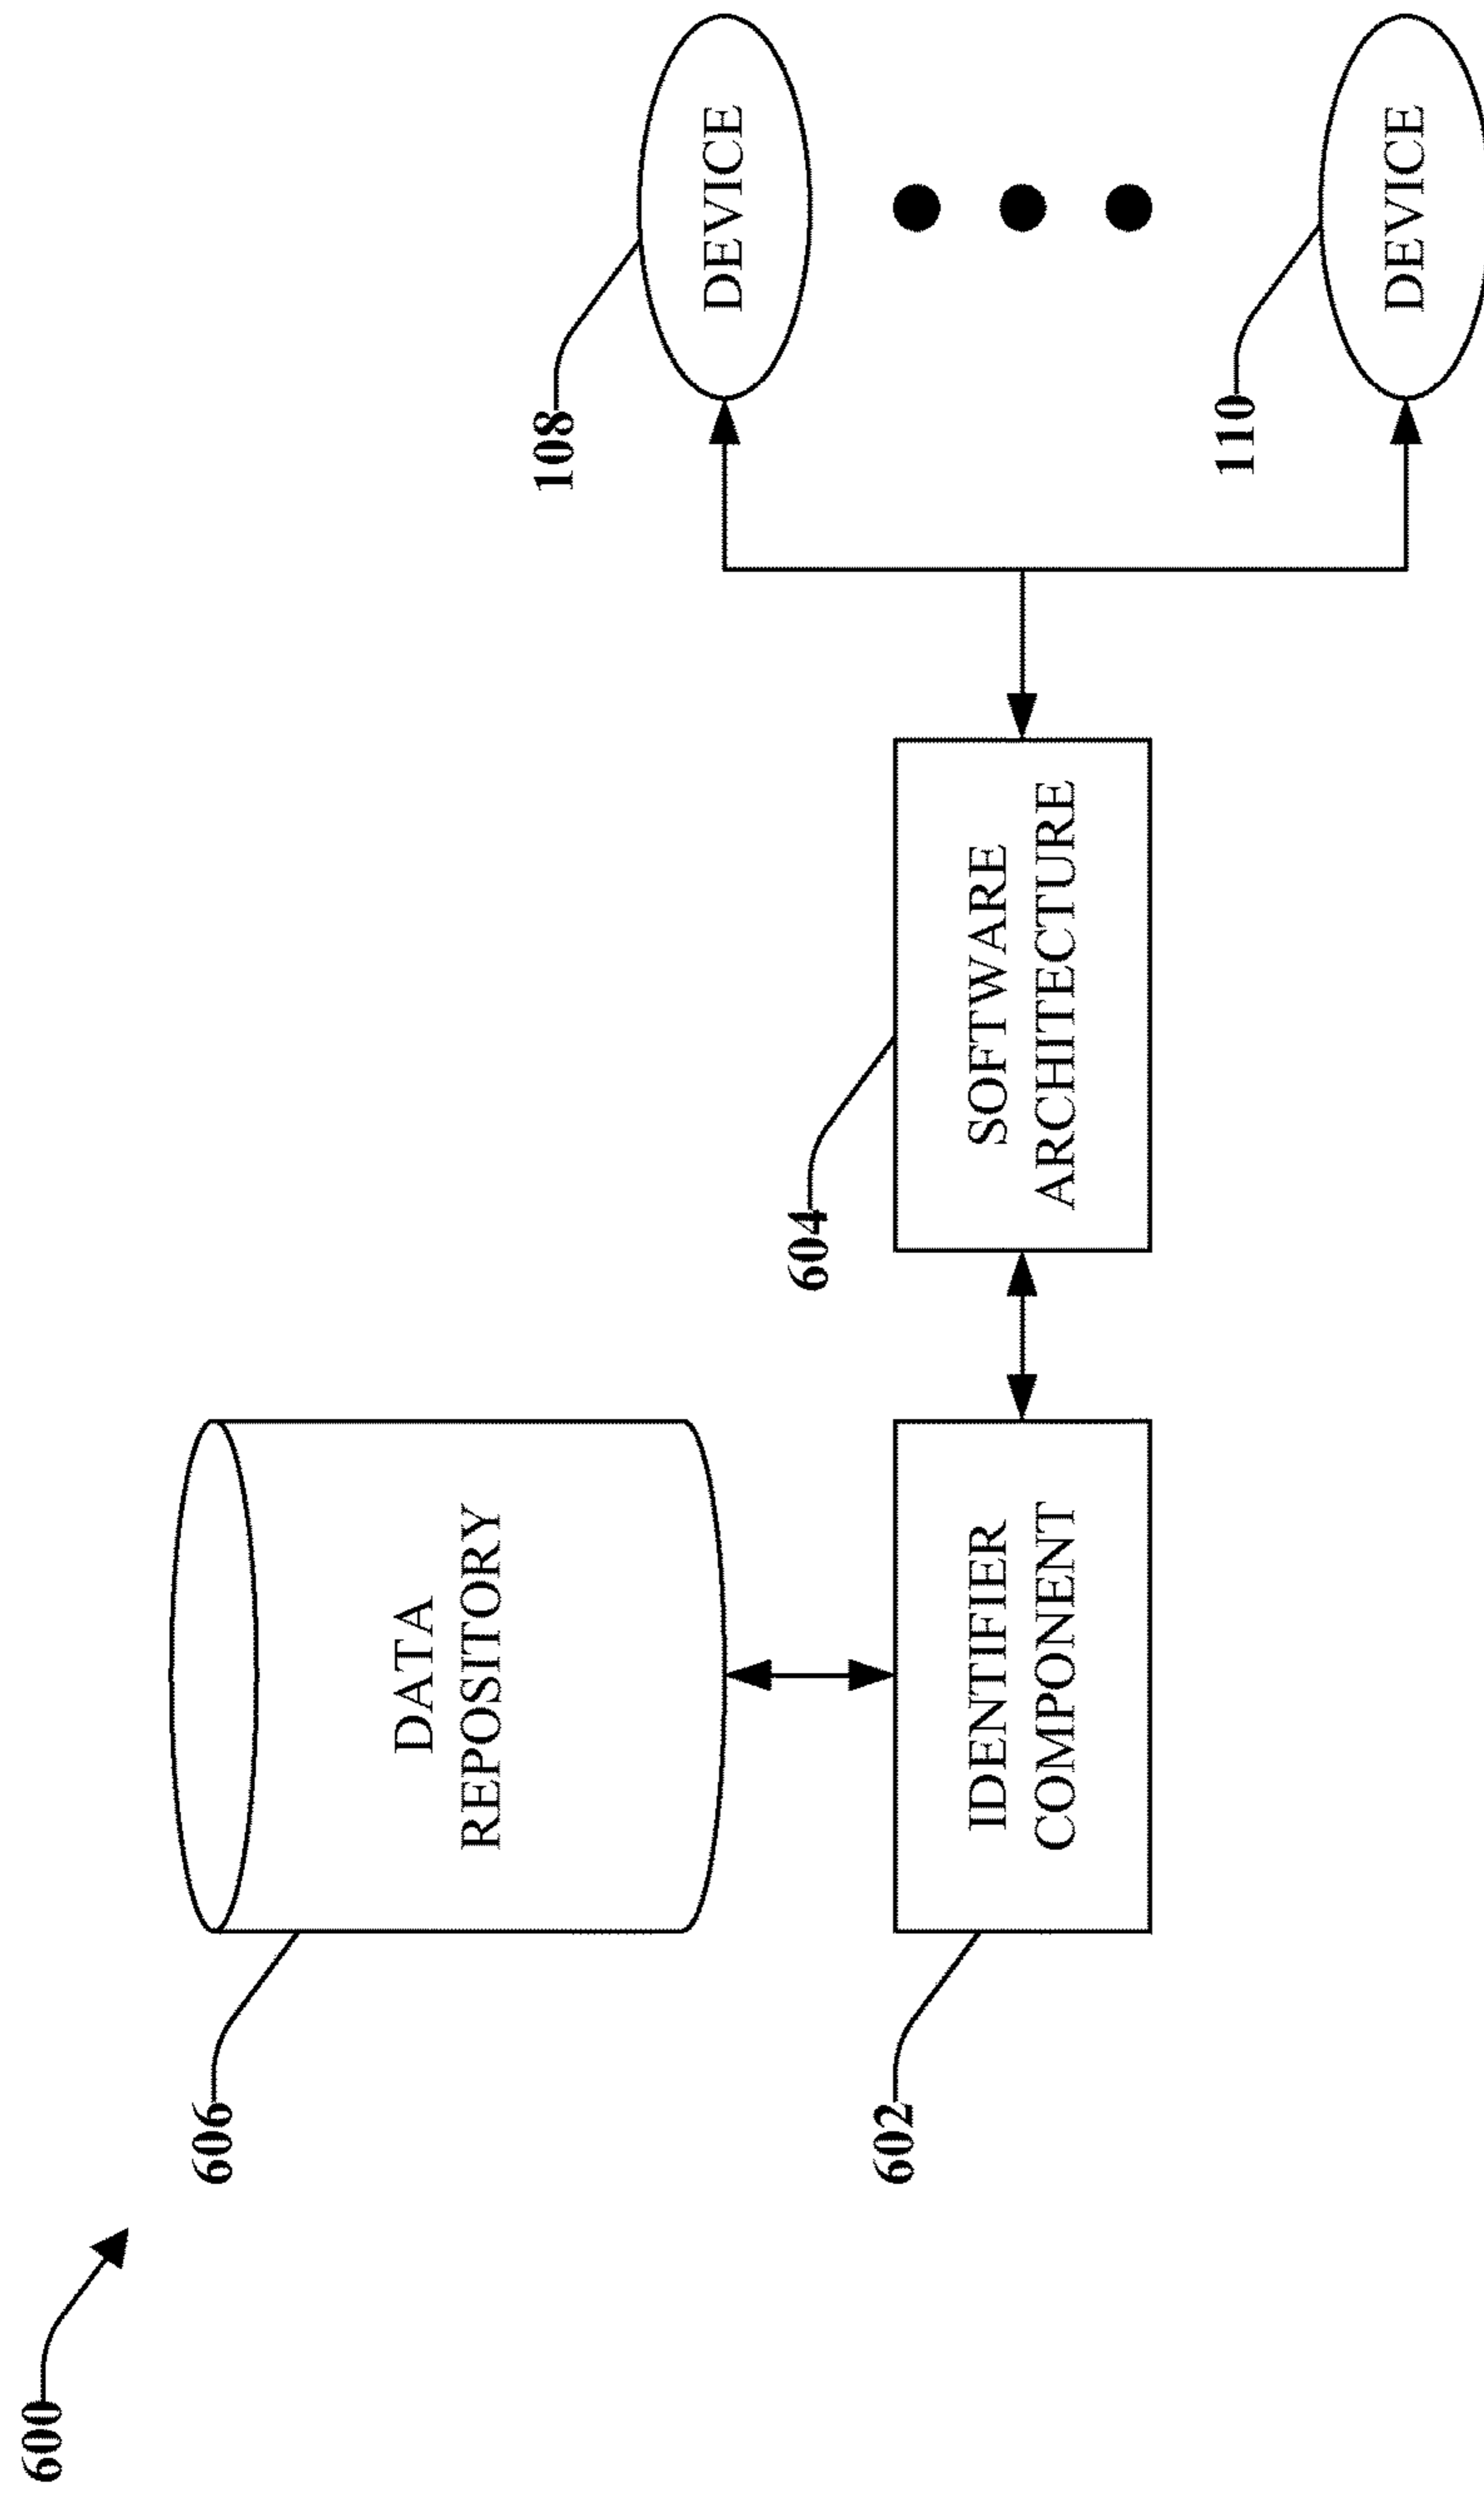 600
606
DATA
REPOSITORY
602
IDENTIFIER
COMPONENT
604
SOFTWARE
ARCHITECTURE
108
DEVICE
110
DEVICE